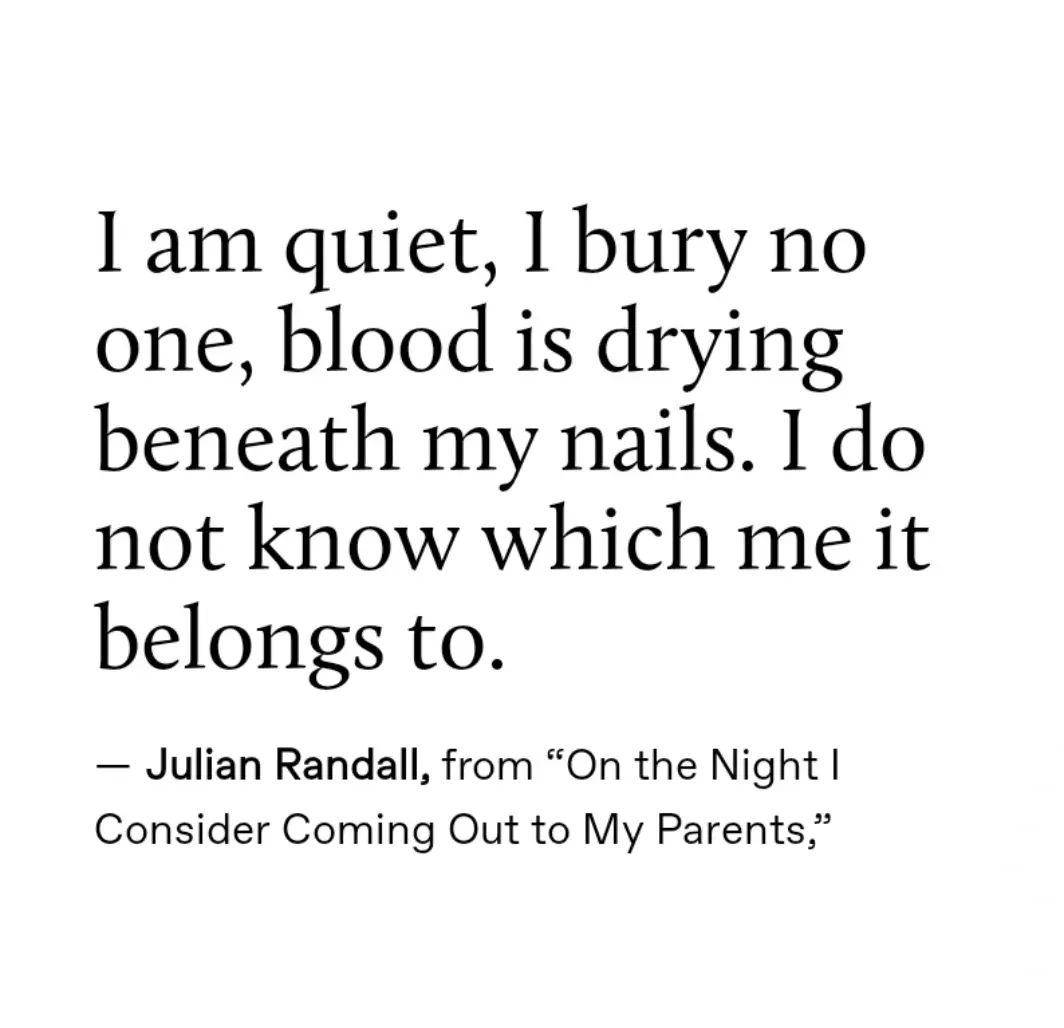 I am quiet, I bury no
one, blood is drying
beneath my nails. I do
not know which me it
belongs to.
— Julian Randall, from “On the Night I
Consider Coming Out to My Parents,”